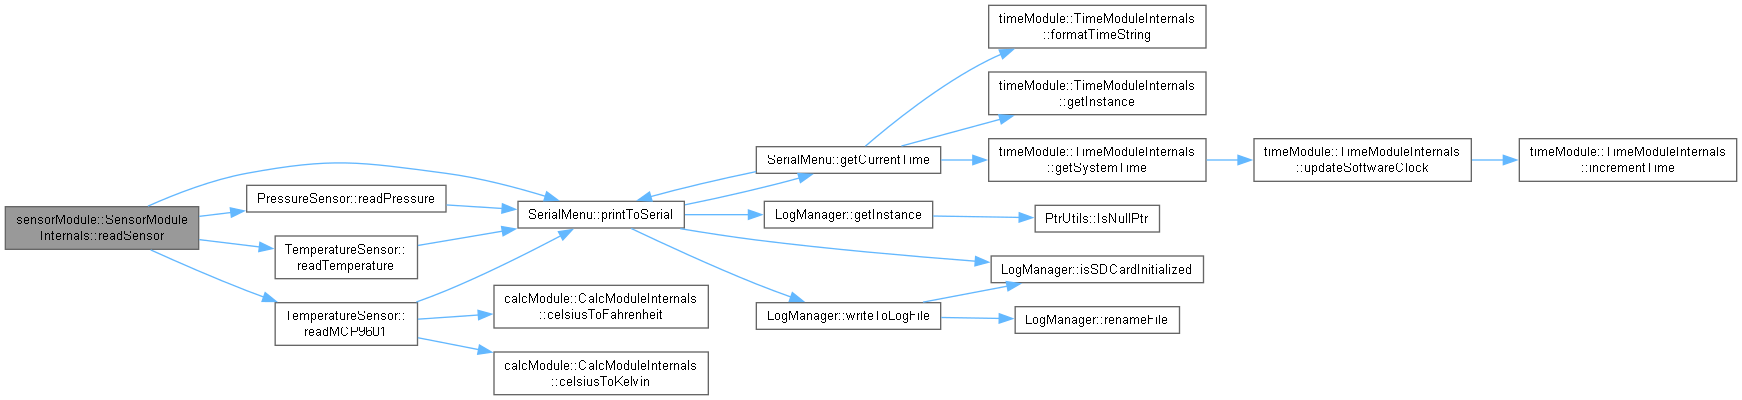 sensorModule::SensorModule
Internals::readSensor
PressureSensor::readPressure
TemperatureSensor::
readTemperature
TemperatureSensor::
readMCP9601
SerialMenu::printToSerial
calcModule::CalcModuleInternals
::celsiusToFahrenheit
calcModule::CalcModuleInternals
::celsiusToKelvin
SerialMenu::getCurrentTime
LogManager::getInstance
LogManager::writeToLogFile
timeModule::TimeModuleInternals
::formatTimeString
timeModule::TimeModuleInternals
::getInstance
timeModule::TimeModuleInternals
::getSystemTime
PtrUtils::IsNullPtr
LogManager::isSDCardInitialized
LogManager::renameFile
timeModule::TimeModuleInternals
::updateSoftwareClock
timeModule::TimeModuleInternals
::incrementTime